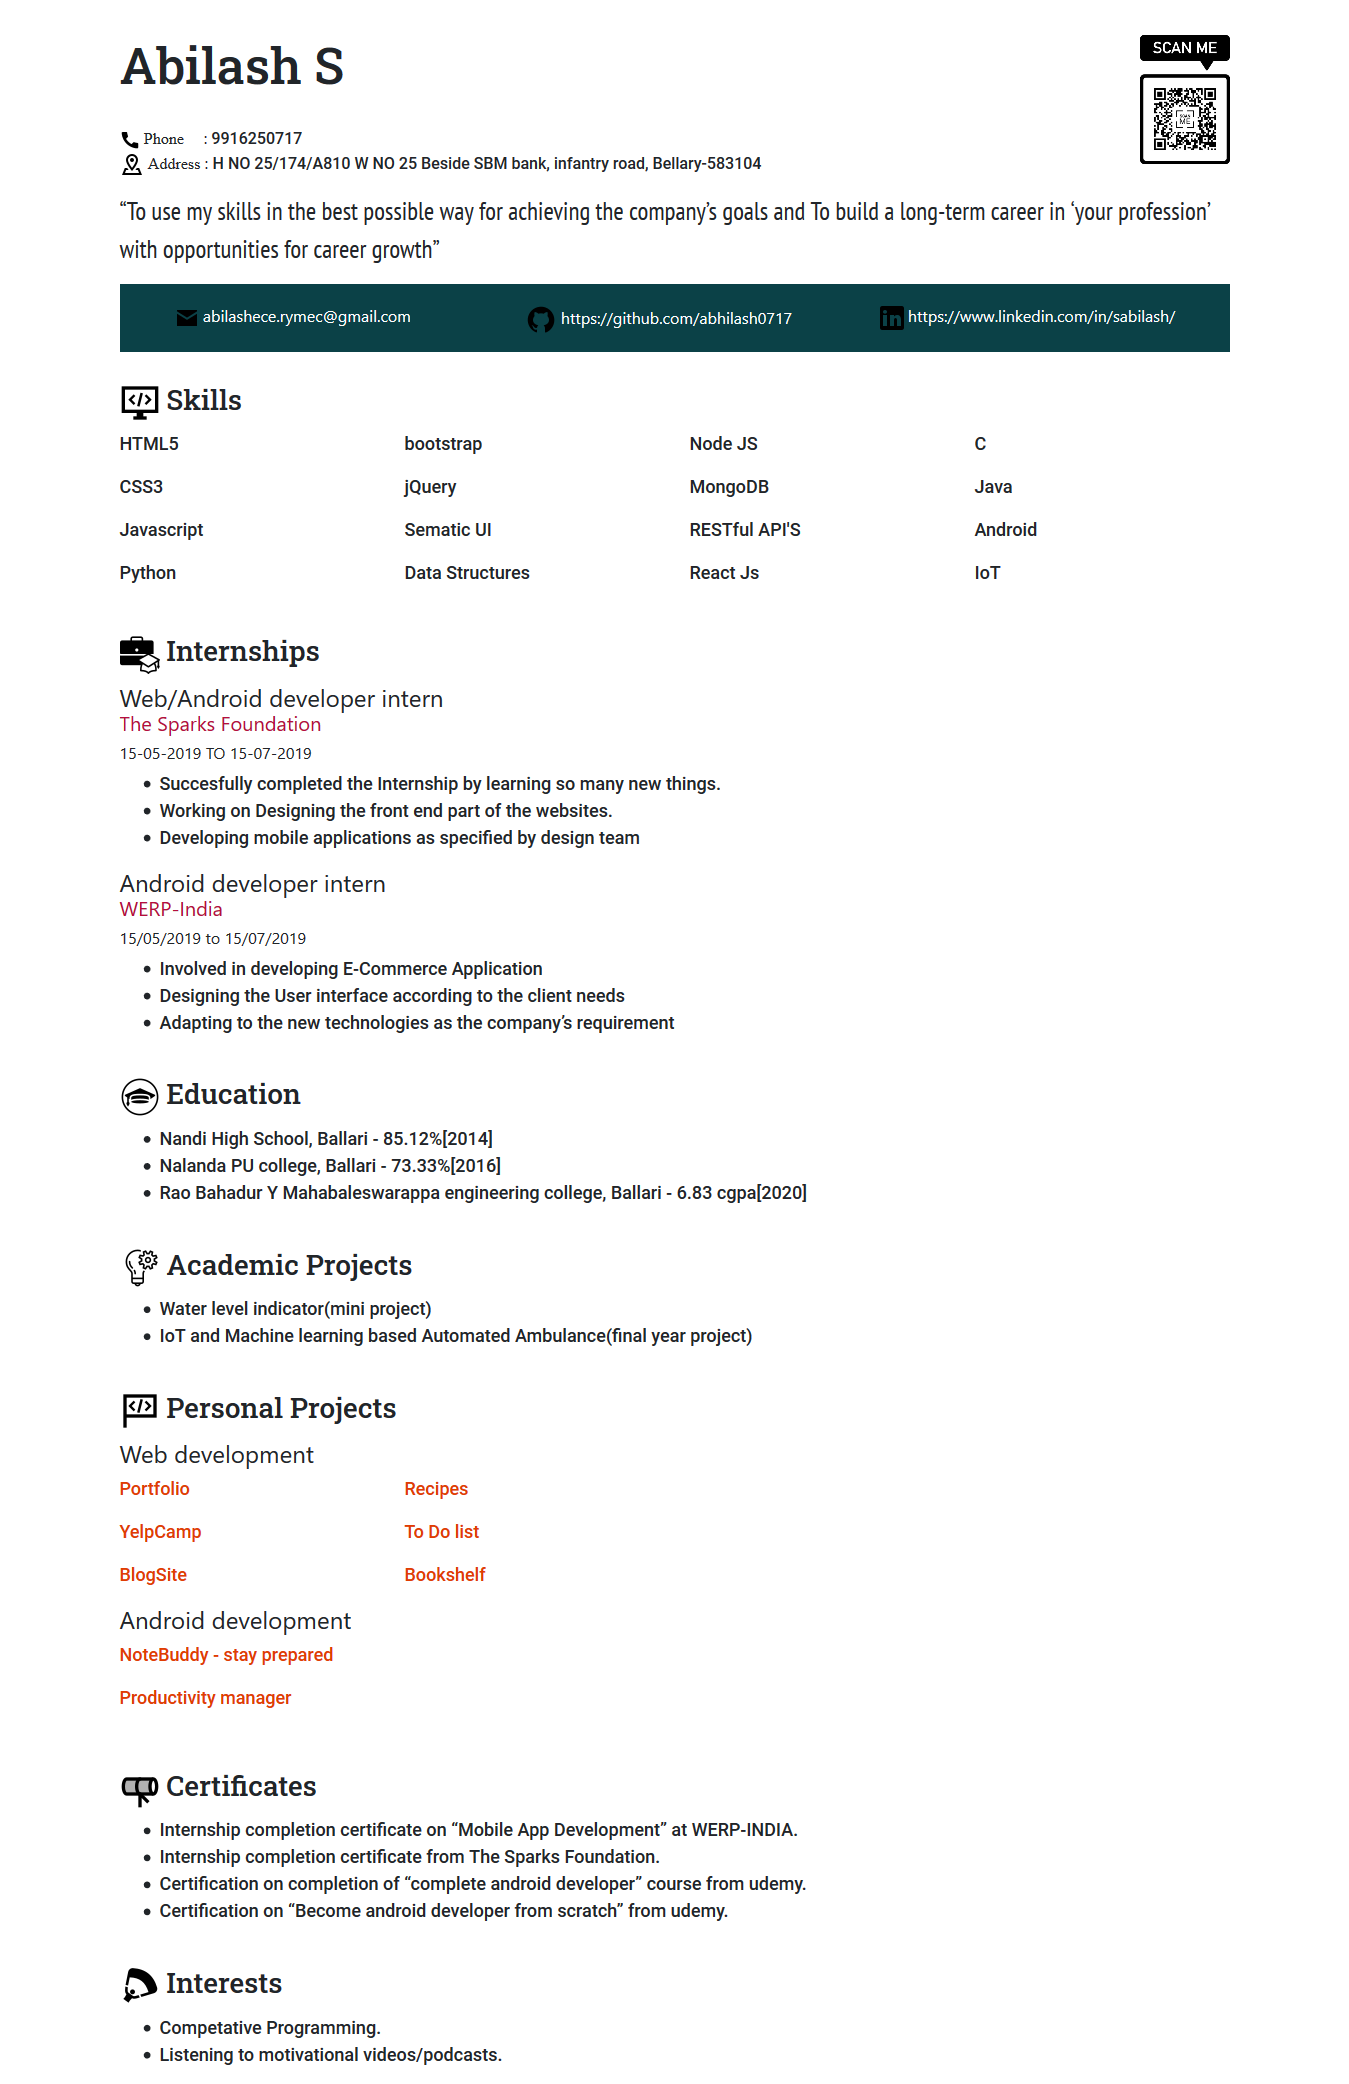 Abilash S
SCAN ME
Phone : 9916250717
Address : H NO 25/174/A810 W NO 25 Beside SBM bank, infantry road, Bellary-583104
“To use my skills in the best possible way for achieving the company’s goals and To build a long-term career in ‘your profession’
with opportunities for career growth”
abilashece.rymec@gmail.com https://github.com/abhilash0717 https://www.linkedin.com/in/sabilash/
Skills
HTML5 bootstrap Node JS C
CSS3 jQuery MongoDB Java
Javascript Sematic UI RESTful API'S Android
Python Data Structures React Js IoT
Internships
Web/Android developer intern
The Sparks Foundation
15-05-2019 TO 15-07-2019
• Succesfully completed the Internship by learning so many new things.
• Working on Designing the front end part of the websites.
• Developing mobile applications as specified by design team
Android developer intern
WERP-India
15/05/2019 to 15/07/2019
• Involved in developing E-Commerce Application
• Designing the User interface according to the client needs
• Adapting to the new technologies as the company’s requirement
Education
• Nandi High School, Ballari - 85.12%[2014]
• Nalanda PU college, Ballari - 73.33%[2016]
• Rao Bahadur Y Mahabaleswarappa engineering college, Ballari - 6.83 cgpa[2020]
Academic Projects
• Water level indicator(mini project)
• IoT and Machine learning based Automated Ambulance(final year project)
Personal Projects
Web development
Portfolio Recipes
YelpCamp To Do list
BlogSite Bookshelf
Android development
NoteBuddy - stay prepared
Productivity manager
Certificates
• Internship completion certificate on “Mobile App Development” at WERP-INDIA.
• Internship completion certificate from The Sparks Foundation.
• Certification on completion of “complete android developer” course from udemy.
• Certification on “Become android developer from scratch” from udemy.
Interests
• Competative Programming.
• Listening to motivational videos/podcasts.